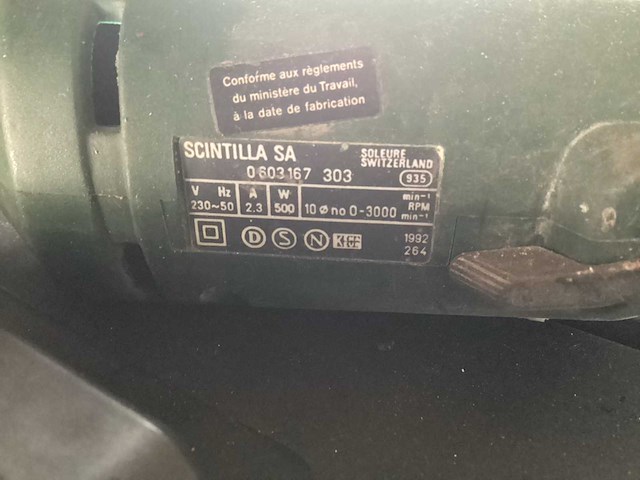 Conforme aux règlements
du ministère du Travail,
à la date de fabrication
SCINTILLA SA
SOLEURE
SWITZERLAND
0 603 167 303
935
V Hz A W min⁻¹
230~50 2.3 500 10 ø no 0-3000 RPM
min⁻¹
D S N KEMA
1992
264